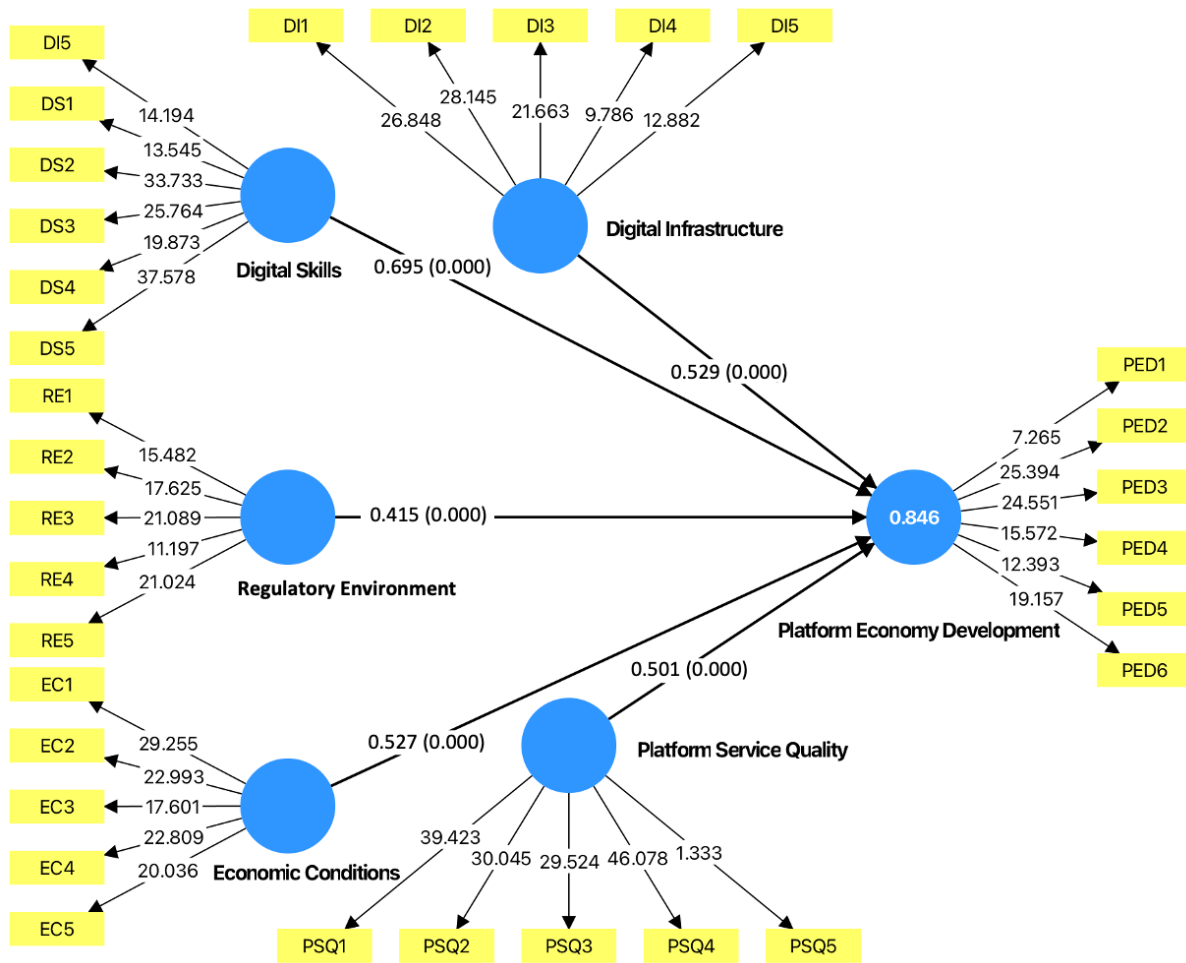 DI1
DI2
DI3
DI4
DI5
26.848
28.145
21.663
9.786
12.882
Digital Infrastructure
DI5
DS1
DS2
DS3
DS4
DS5
14.194
13.545
33.733
25.764
19.873
37.578
Digital Skills
0.695 (0.000)
0.529 (0.000)
RE1
RE2
RE3
RE4
RE5
15.482
17.625
21.089
11.197
21.024
Regulatory Environment
0.415 (0.000)
0.846
Platform Economy Development
7.265
25.394
24.551
15.572
12.393
19.157
PED1
PED2
PED3
PED4
PED5
PED6
EC1
EC2
EC3
EC4
EC5
29.255
22.993
17.601
22.809
20.036
Economic Conditions
0.527 (0.000)
0.501 (0.000)
Platform Service Quality
39.423
30.045
29.524
46.078
1.333
PSQ1
PSQ2
PSQ3
PSQ4
PSQ5